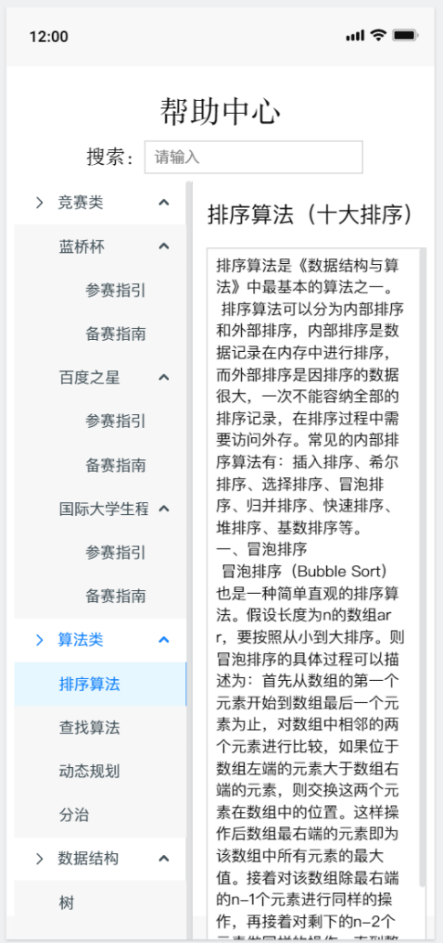 12:00
帮助中心
搜索：
请输入
竞赛类
蓝桥杯
参赛指引
备赛指南
百度之星
参赛指引
备赛指南
国际大学生程
参赛指引
备赛指南
算法类
排序算法
查找算法
动态规划
分治
数据结构
树
排序算法（十大排序）
排序算法是《数据结构与算
法》中最基本的算法之一。
排序算法可以分为内部排序
和外部排序，内部排序是数
据记录在内存中进行排序，
而外部排序是因排序的数据
很大，一次不能容纳全部的
排序记录，在排序过程中需
要访问外存。常见的内部排
序算法有：插入排序、希尔
排序、选择排序、冒泡排
序、归并排序、快速排序、
堆排序、基数排序等。
一、冒泡排序
冒泡排序（Bubble Sort）
也是一种简单直观的排序算
法。假设长度为n的数组ar
r，要按照从小到大排序。则
冒泡排序的具体过程可以描
述为：首先从数组的第一个
元素开始到数组最后一个元
素为止，对数组中相邻的两
个元素进行比较，如果位于
数组左端的元素大于数组右
端的元素，则交换这两个元
素在数组中的位置。这样操
作后数组最右端的元素即为
该数组中所有元素的最大
值。接着对该数组除最右端
的n-1个元素进行同样的操
作，再接着对剩下的n-2个